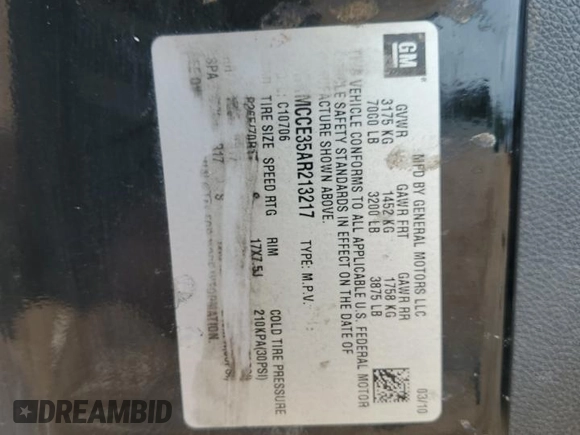 GM
MFD BY GENERAL MOTORS LLC 03/10
GVWR GAWR FRT GAWR RR
3175 KG 1452 KG 1758 KG
7000 LB 3200 LB 3875 LB
VEHICLE CONFORMS TO ALL APPLICABLE U.S. FEDERAL MOTOR
SAFETY STANDARDS IN EFFECT ON THE DATE OF
ACTURE SHOWN ABOVE.
MCCE35AR213217 TYPE: M.P.V.
C10706
TIRE SIZE SPEED RTG RIM COLD TIRE PRESSURE
17X7.5J 210KPA(30PSI)
SPA
DREAMBID